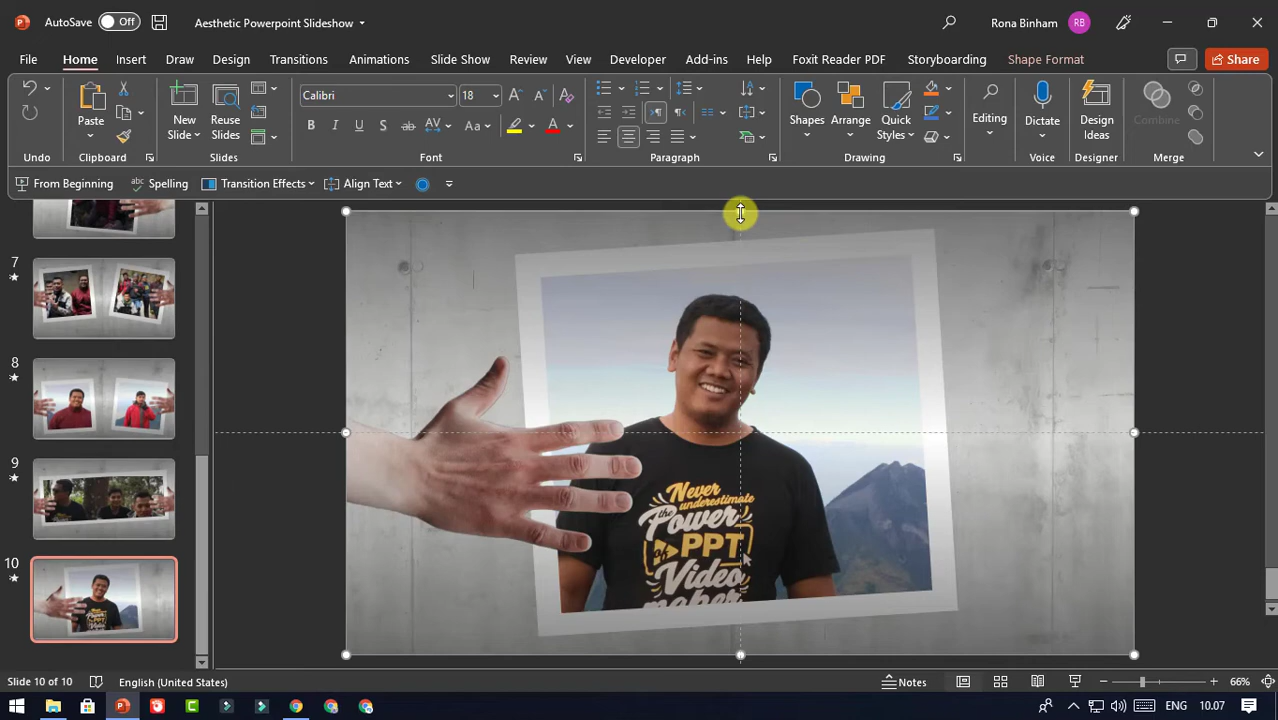 AutoSave Off Aesthetic Powerpoint Slideshow Rona Binham RB
File Home Insert Draw Design Transitions Animations Slide Show Review View Developer Add-ins Help Foxit Reader PDF Storyboarding Shape Format Share
Calibri 18
Paste New Slide Reuse Slides Shapes Arrange Quick Styles Editing Dictate Design Ideas Combine
Undo Clipboard Slides Font Paragraph Drawing Voice Designer Merge
From Beginning Spelling Transition Effects Align Text
7
8
9
10
Never
underestimate
the Power
of PPT
Video
maker
Slide 10 of 10 English (United States) Notes 66%
ENG 10.07